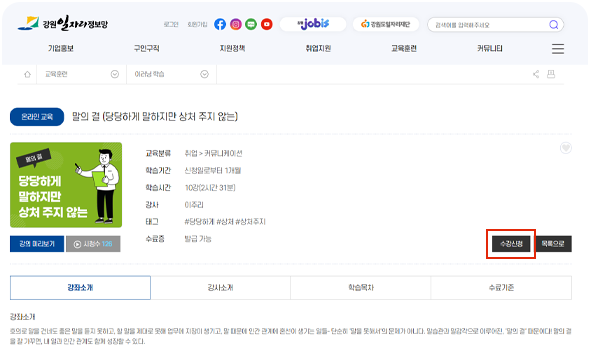 강원 일자리정보망
로그인 회원가입
jobis
강원도일자리재단
검색어를 입력해 주십시오
기업홍보 구인구직 지원정책 취업지원 교육훈련 커뮤니티
교육훈련 이러닝 학습
온라인 교육 말의 결 (당당하게 말하지만 상처 주지 않는)
말의 결
당당하게
말하지만
상처 주지 않는
교육분류 취업 > 커뮤니케이션
학습기간 신청일로부터 1개월
학습시간 10강(2시간 31분)
강사 이주리
태그 #당당하게 #상처 #상처주지
수료증 발급 가능
강의 미리보기 시청수
수강신청 목록으로
강좌소개 강사소개 학습목차 수료기준
강좌소개
호의로 말을 건네도 좋은 말을 듣지 못하고, 할 말을 제대로 못해 업무에 지장이 생기고, 말 때문에 인간 관계에 혼선이 생기는 일들- 단순히 '말을 못해서'의 문제가 아니다. 말습관과 말감각으로 이루어진, '말의 결' 때문이다! 말의 결
을 잘 가꾸면, 내 일과 인간 관계도 함께 성장할 수 있다.